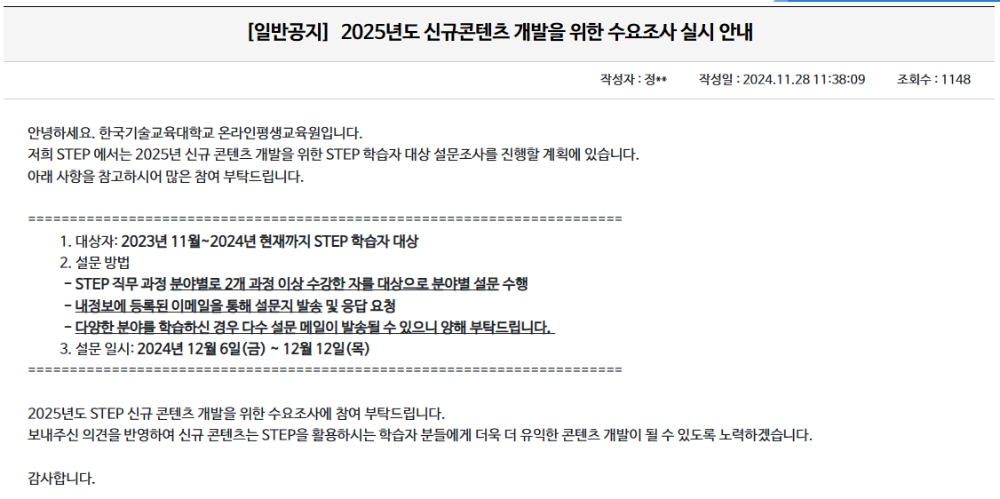 [일반공지] 2025년도 신규콘텐츠 개발을 위한 수요조사 실시 안내
작성자 : 정** 작성일 : 2024.11.28 11:38:09 조회수 : 1148
안녕하세요. 한국기술교육대학교 온라인평생교육원입니다.
저희 STEP 에서는 2025년 신규 콘텐츠 개발을 위한 STEP 학습자 대상 설문조사를 진행할 계획에 있습니다.
아래 사항을 참고하시어 많은 참여 부탁드립니다.
=======================================================================
1. 대상자: 2023년 11월~2024년 현재까지 STEP 학습자 대상
2. 설문 방법
- STEP 직무 과정 분야별로 2개 과정 이상 수강한 자를 대상으로 분야별 설문 수행
- 내정보에 등록된 이메일을 통해 설문지 발송 및 응답 요청
- 다양한 분야를 학습하신 경우 다수 설문 메일이 발송될 수 있으니 양해 부탁드립니다.
3. 설문 일시: 2024년 12월 6일(금) ~ 12월 12일(목)
=======================================================================
2025년도 STEP 신규 콘텐츠 개발을 위한 수요조사에 참여 부탁드립니다.
보내주신 의견을 반영하여 신규 콘텐츠는 STEP을 활용하시는 학습자 분들에게 더욱 더 유익한 콘텐츠 개발이 될 수 있도록 노력하겠습니다.
감사합니다.